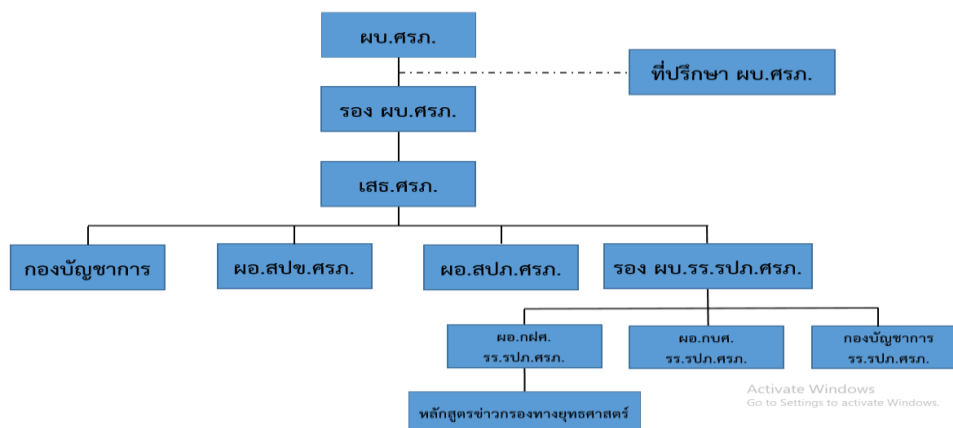 ผบ.ศรภ.
ที่ปรึกษา ผบ.ศรภ.
รอง ผบ.ศรภ.
เสธ.ศรภ.
กองบัญชาการ
ผอ.สปข.ศรภ.
ผอ.สปภ.ศรภ.
รอง ผบ.รร.รปภ.ศรภ.
ผอ.กฝศ.
รร.รปภ.ศรภ.
ผอ.กบศ.
รร.รปภ.ศรภ.
กองบัญชาการ
รร.รปภ.ศรภ.
หลักสูตรข่าวกรองทางยุทธศาสตร์
Activate Windows
Go to Settings to activate Windows.